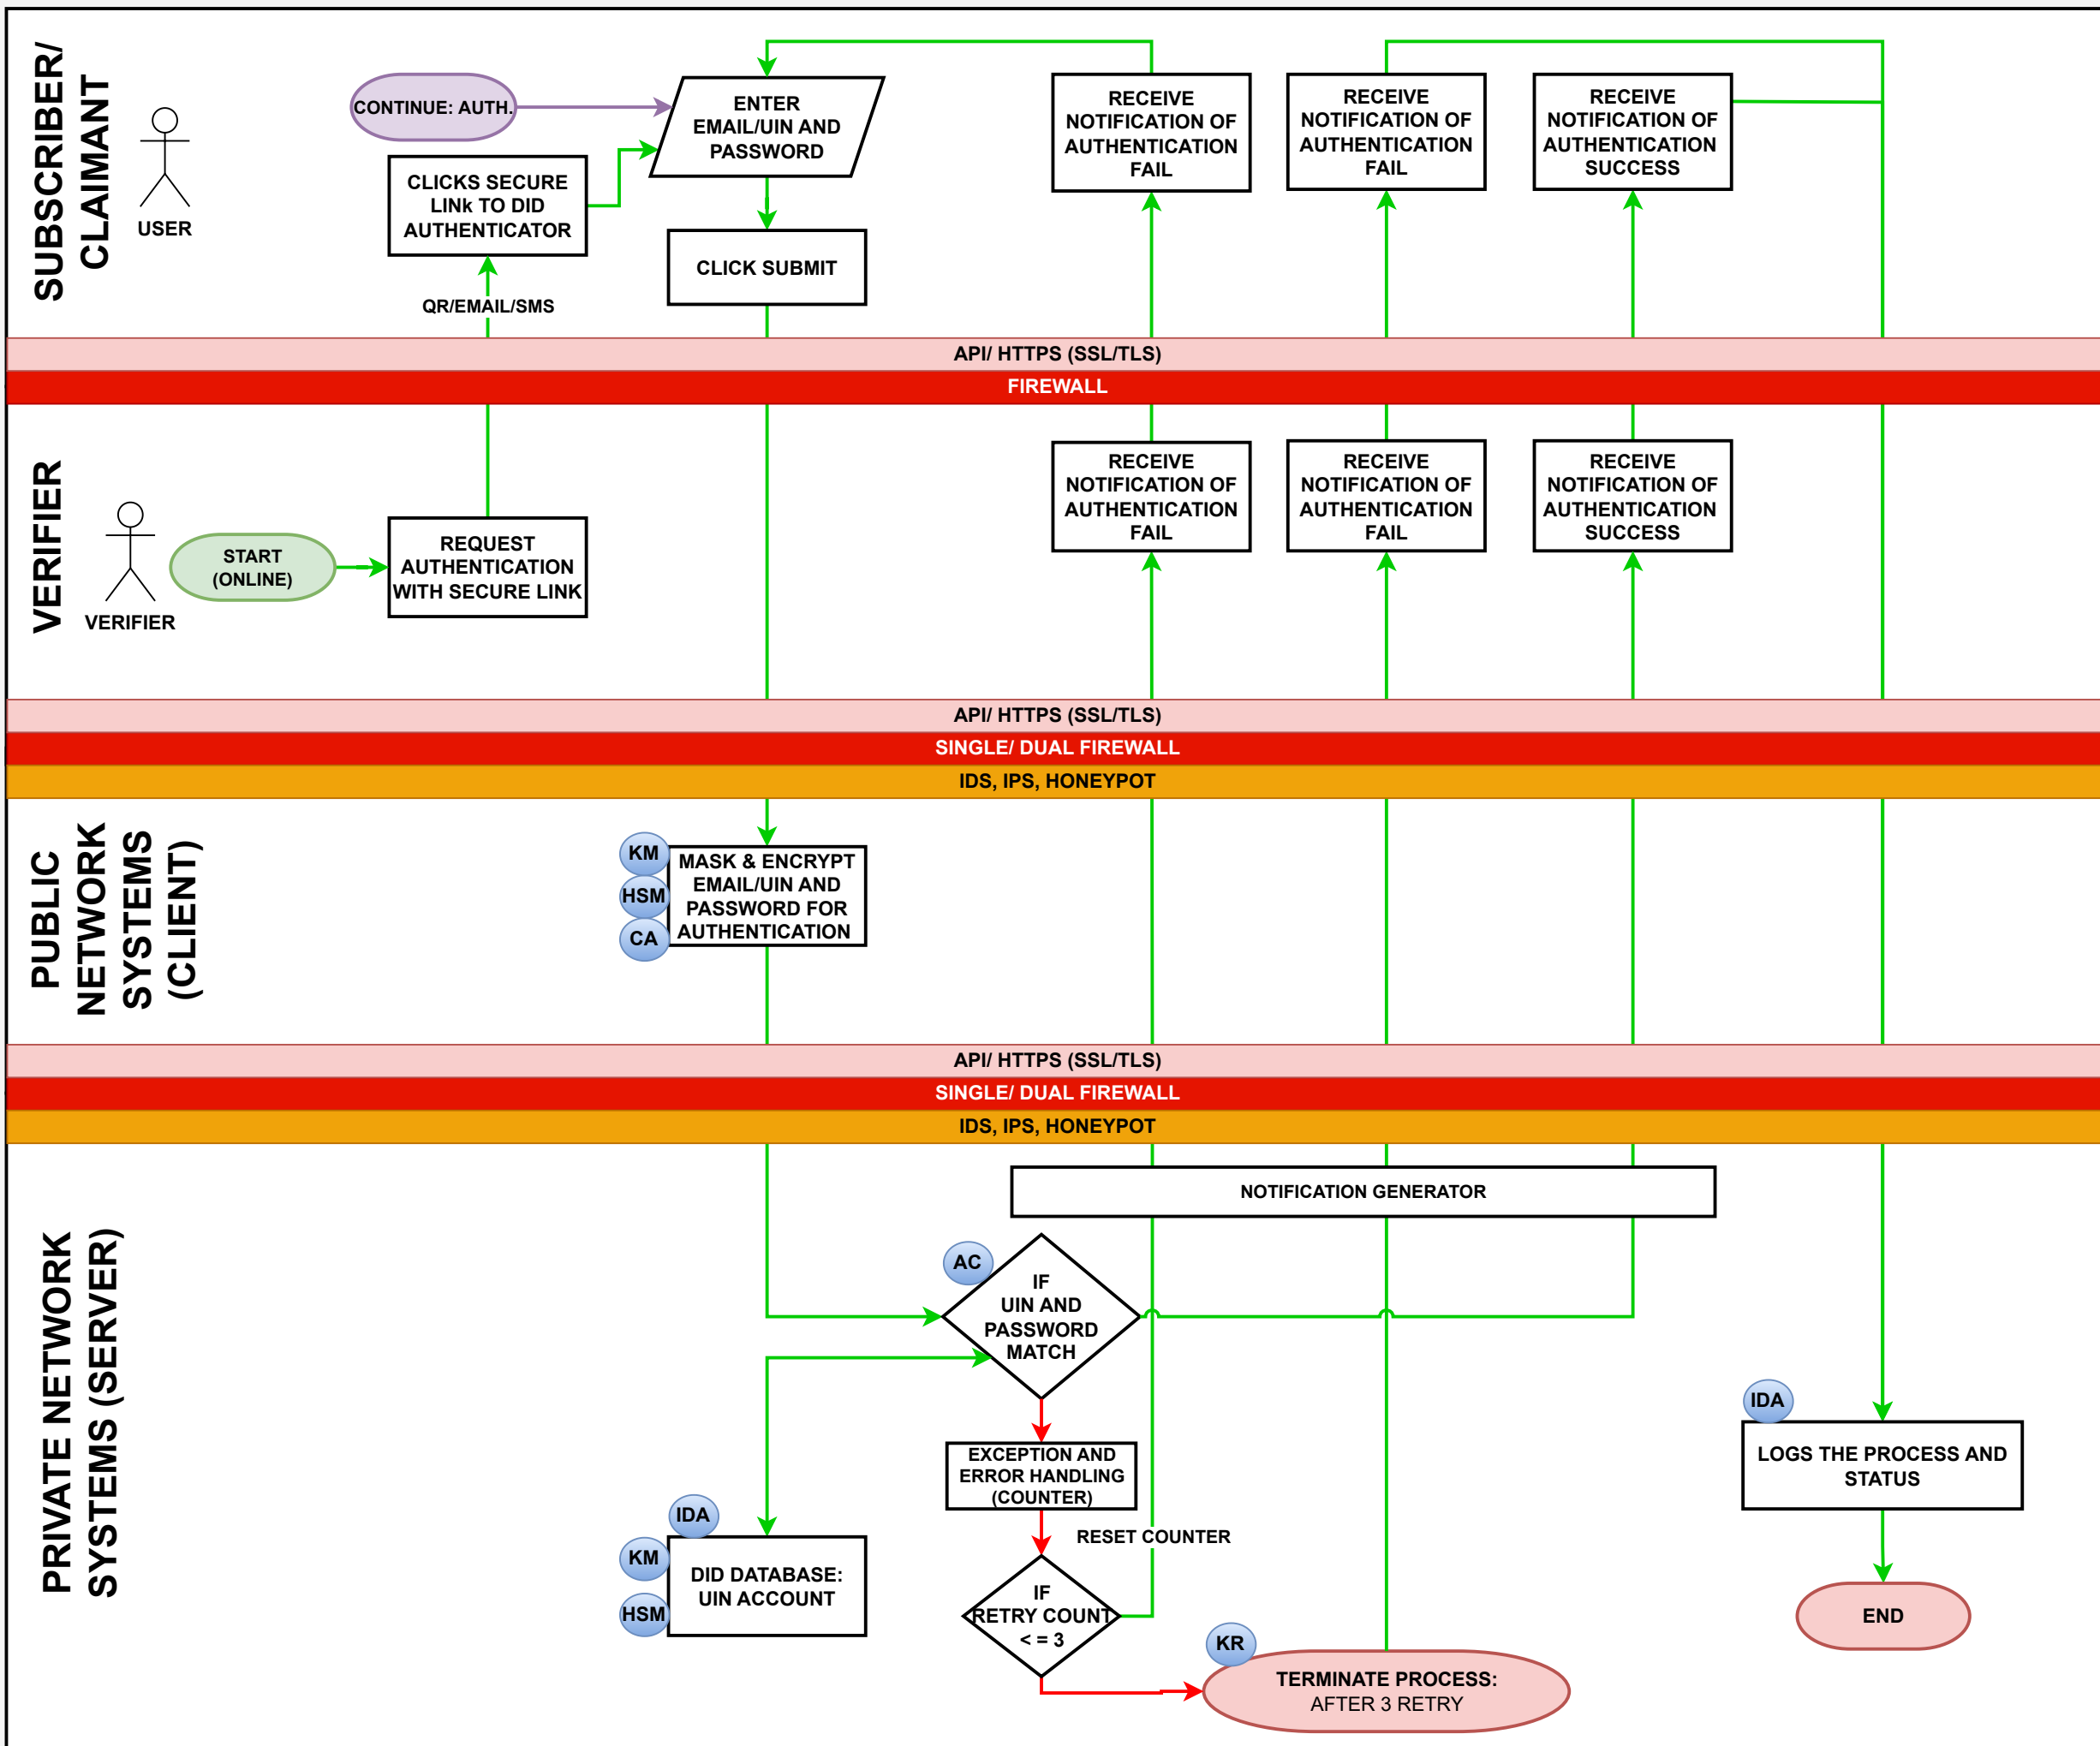 SUBSCRIBER/
CLAIMANT
USER
CONTINUE: AUTH.
CLICKS SECURE
LINk TO DID
AUTHENTICATOR
QR/EMAIL/SMS
ENTER
EMAIL/UIN AND
PASSWORD
CLICK SUBMIT
RECEIVE
NOTIFICATION OF
AUTHENTICATION
FAIL
RECEIVE
NOTIFICATION OF
AUTHENTICATION
FAIL
RECEIVE
NOTIFICATION OF
AUTHENTICATION
SUCCESS
API/ HTTPS (SSL/TLS)
FIREWALL
VERIFIER
VERIFIER
START
(ONLINE)
REQUEST
AUTHENTICATION
WITH SECURE LINK
RECEIVE
NOTIFICATION OF
AUTHENTICATION
FAIL
RECEIVE
NOTIFICATION OF
AUTHENTICATION
FAIL
RECEIVE
NOTIFICATION OF
AUTHENTICATION
SUCCESS
API/ HTTPS (SSL/TLS)
SINGLE/ DUAL FIREWALL
IDS, IPS, HONEYPOT
PUBLIC
NETWORK
SYSTEMS
(CLIENT)
KM
HSM
CA
MASK & ENCRYPT
EMAIL/UIN AND
PASSWORD FOR
AUTHENTICATION
API/ HTTPS (SSL/TLS)
SINGLE/ DUAL FIREWALL
IDS, IPS, HONEYPOT
PRIVATE NETWORK
SYSTEMS (SERVER)
NOTIFICATION GENERATOR
AC
IF
UIN AND
PASSWORD
MATCH
EXCEPTION AND
ERROR HANDLING
(COUNTER)
RESET COUNTER
IF
RETRY COUNT
< = 3
IDA
KM
HSM
DID DATABASE:
UIN ACCOUNT
KR
TERMINATE PROCESS:
AFTER 3 RETRY
IDA
LOGS THE PROCESS AND
STATUS
END